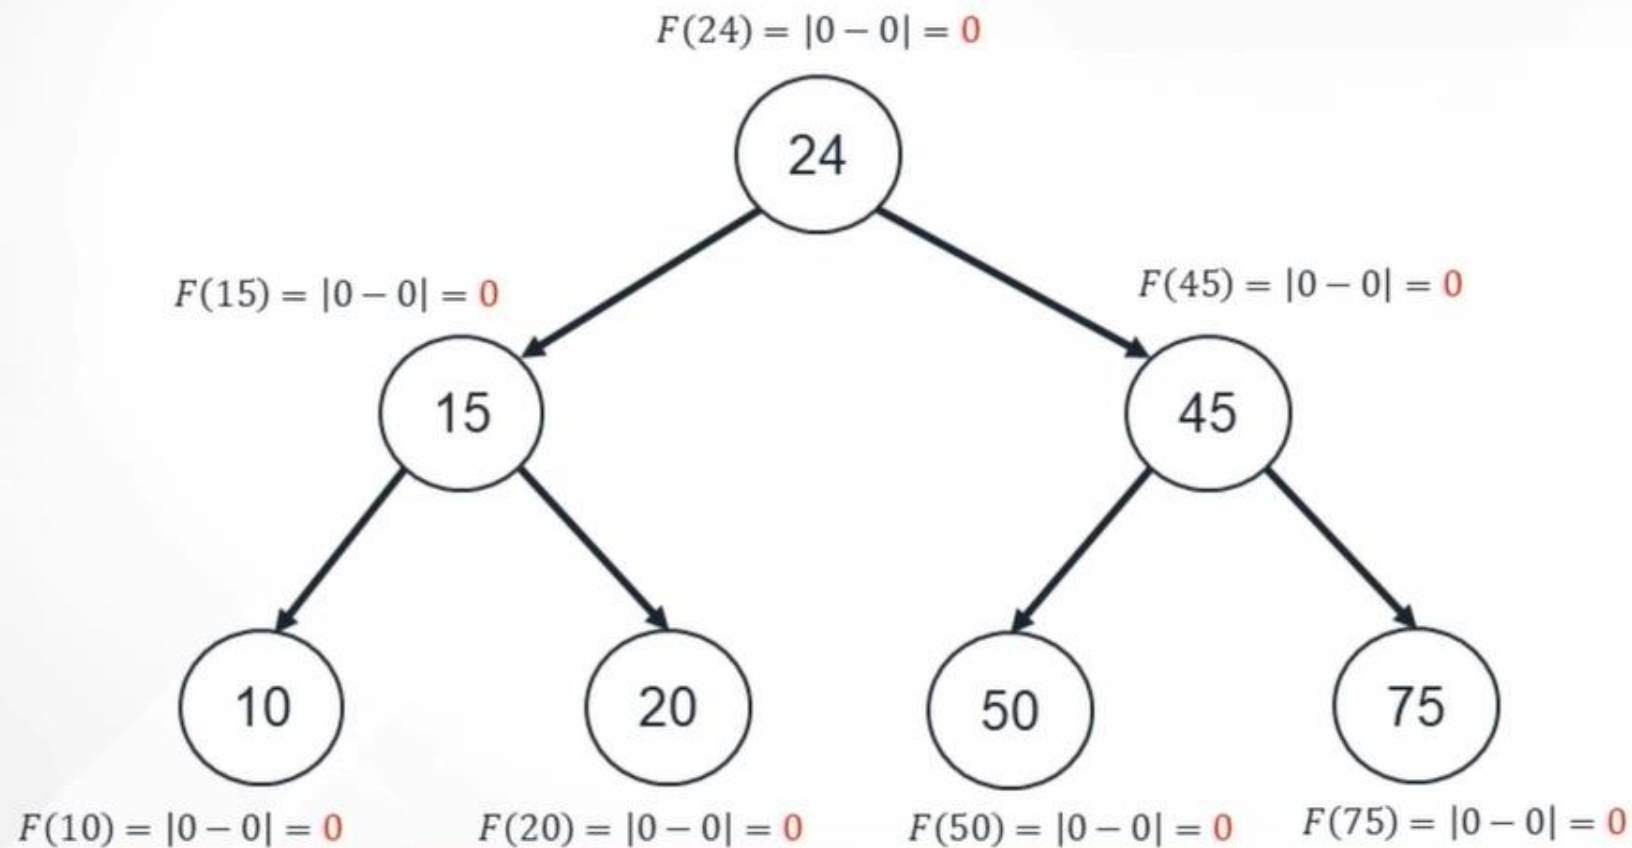 F(24) = |0 − 0| = 0
24
F(15) = |0 − 0| = 0
F(45) = |0 − 0| = 0
15
45
10
20
50
75
F(10) = |0 − 0| = 0
F(20) = |0 − 0| = 0
F(50) = |0 − 0| = 0
F(75) = |0 − 0| = 0